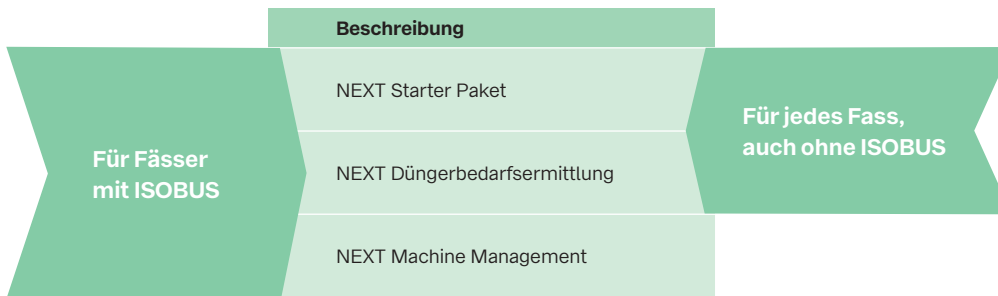 Beschreibung
NEXT Starter Paket
Für jedes Fass,
auch ohne ISOBUS
Für Fässer
mit ISOBUS
NEXT Düngerbedarfsermittlung
NEXT Machine Management